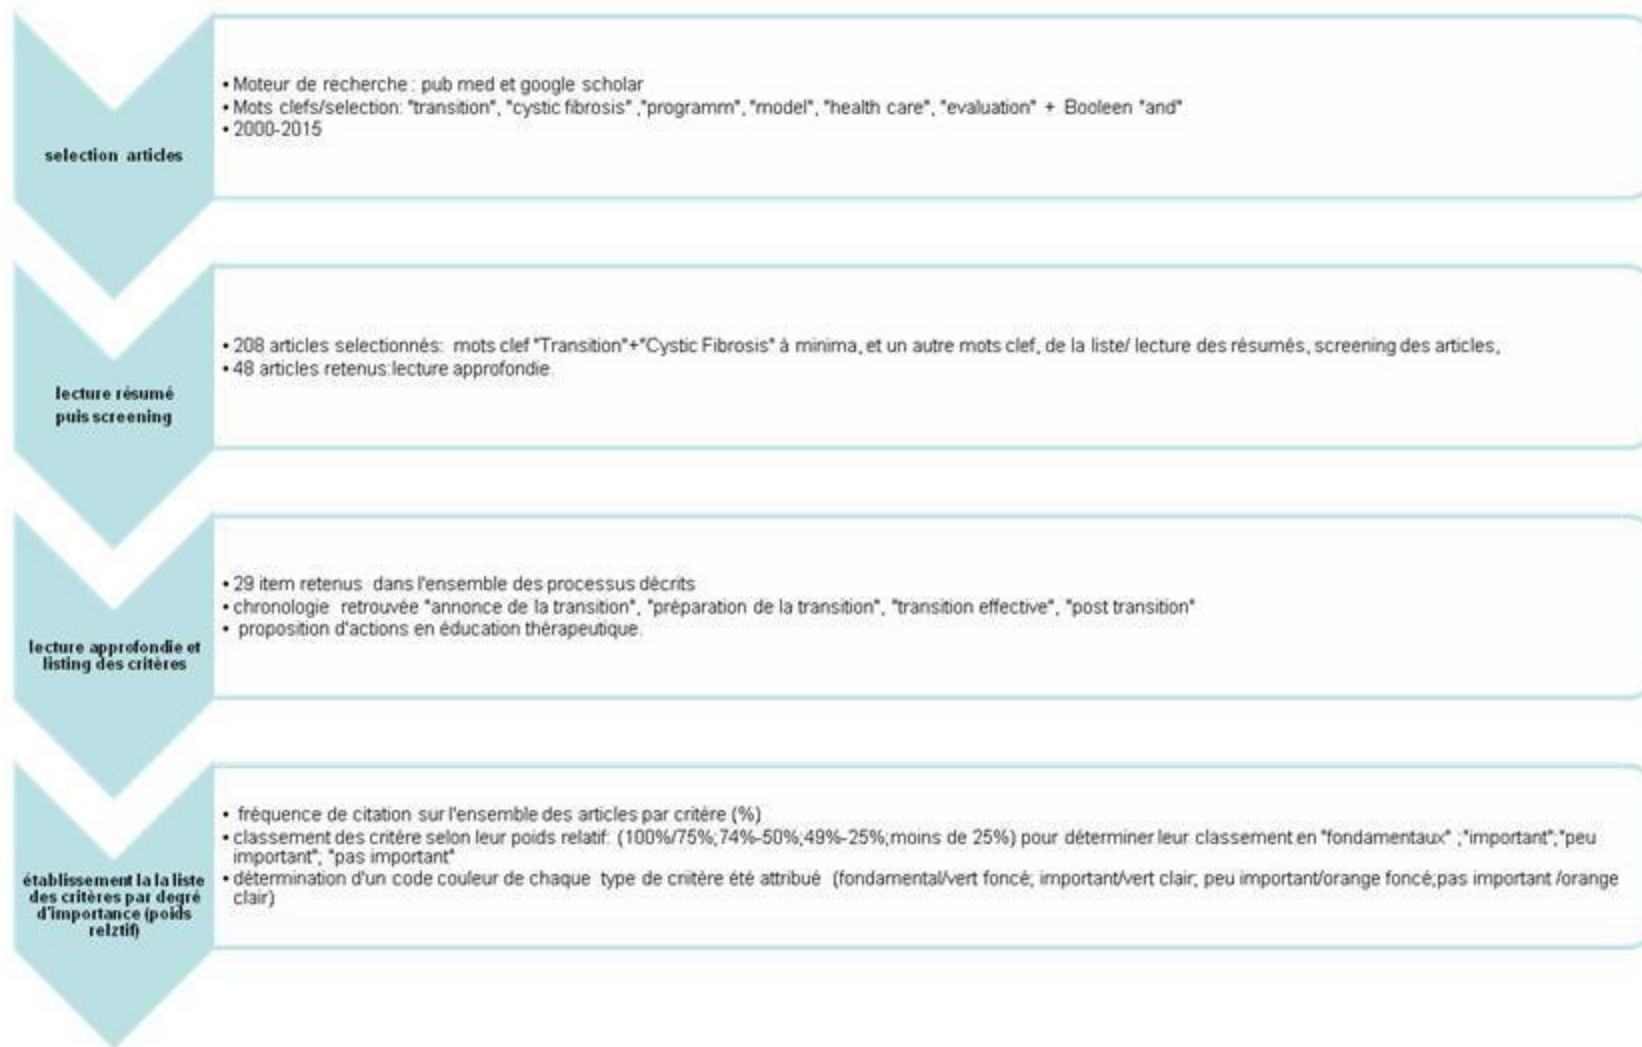 selection articles
• Moteur de recherche : pub med et google scholar
• Mots clefs/selection: "transition", "cystic fibrosis" ,"programm", "model", "health care", "evaluation" + Booleen "and"
• 2000-2015
lecture résumé
puis screening
• 208 articles selectionnés: mots clef "Transition"+"Cystic Fibrosis" à minima, et un autre mots clef, de la liste/ lecture des résumés, screening des articles,
• 48 articles retenus:lecture approfondie.
lecture approfondie et
listing des critères
• 29 item retenus dans l'ensemble des processus décrits
• chronologie retrouvée "annonce de la transition", "préparation de la transition", "transition effective", "post transition"
• proposition d'actions en éducation thérapeutique.
établissement la la liste
des critères par degré
d'importance (poids
relztif)
• fréquence de citation sur l'ensemble des articles par critère (%)
• classement des critère selon leur poids relatif: (100%/75%;74%-50%;49%-25%;moins de 25%) pour déterminer leur classement en "fondamentaux" ;"important";"peu
important"; "pas important"
• détermination d'un code couleur de chaque type de criitère été attribué (fondamental/vert foncé; important/vert clair; peu important/orange foncé;pas important /orange
clair)